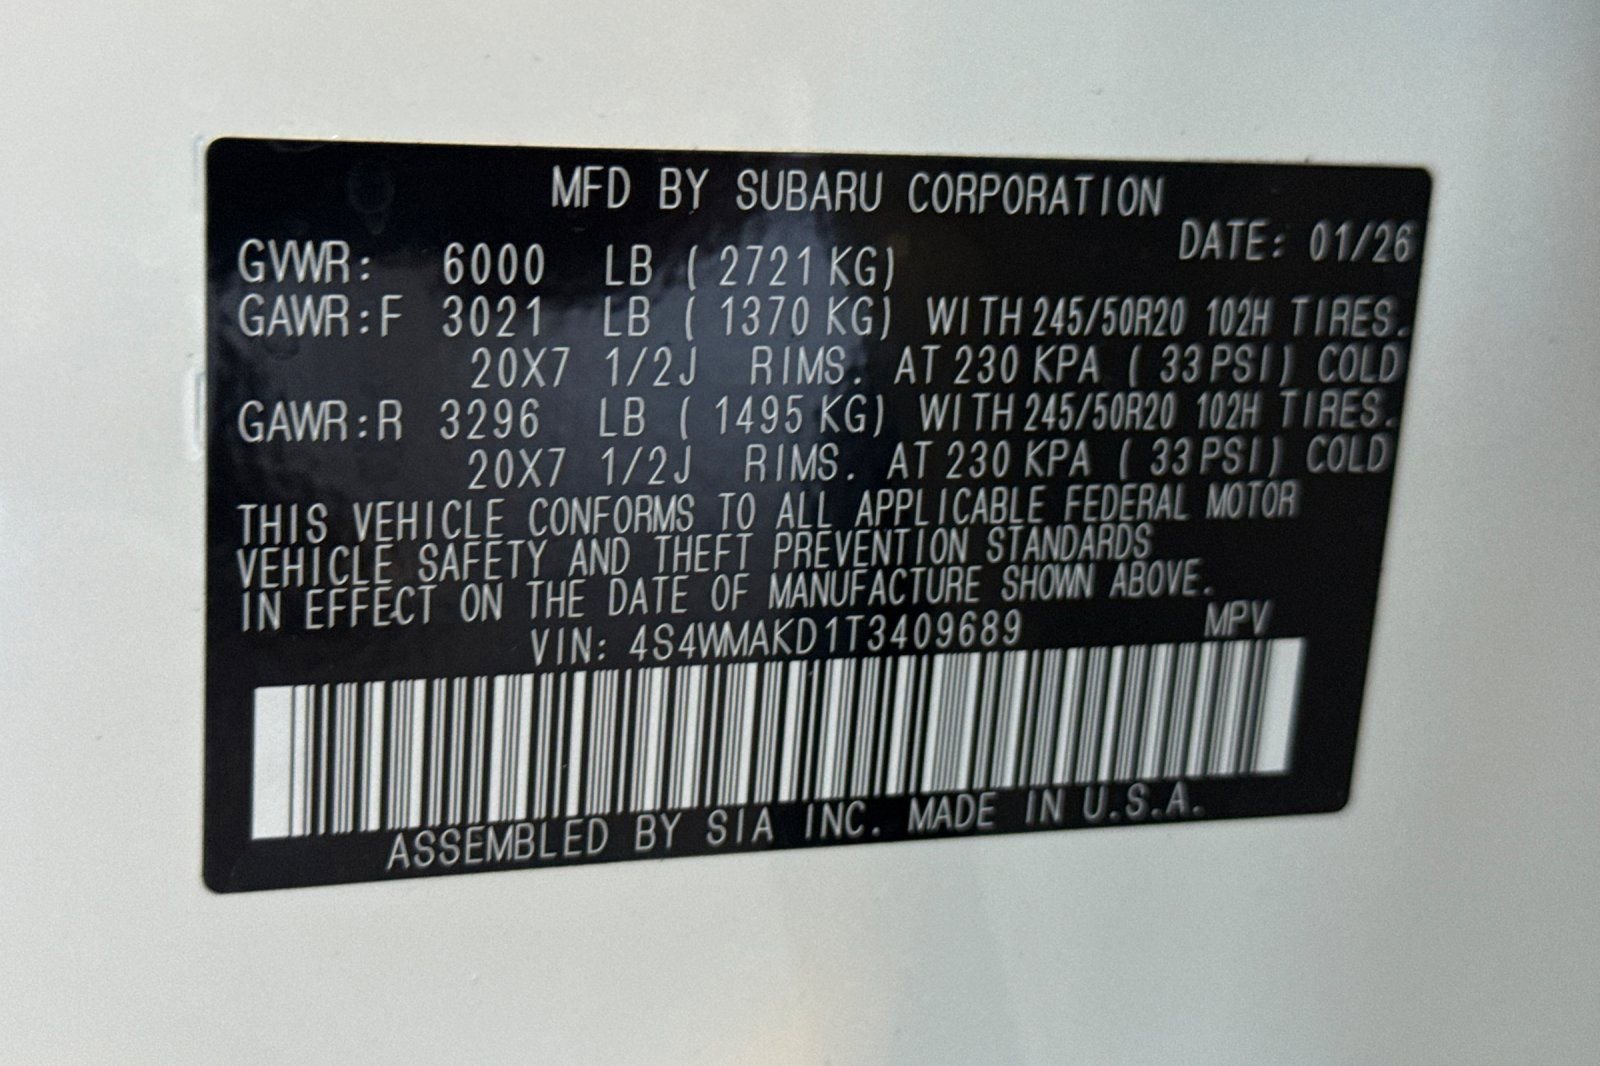 MFD BY SUBARU CORPORATION
DATE: 01/26
GVWR: 6000 LB ( 2721 KG)
GAWR:F 3021 LB ( 1370 KG) WITH 245/50R20 102H TIRES.
20X7 1/2J RIMS. AT 230 KPA ( 33 PSI) COLD
GAWR:R 3296 LB ( 1495 KG) WITH 245/50R20 102H TIRES.
20X7 1/2J RIMS. AT 230 KPA ( 33 PSI) COLD
THIS VEHICLE CONFORMS TO ALL APPLICABLE FEDERAL MOTOR
VEHICLE SAFETY AND THEFT PREVENTION STANDARDS
IN EFFECT ON THE DATE OF MANUFACTURE SHOWN ABOVE.
VIN: 4S4WMAKD1T3409689 MPV
ASSEMBLED BY SIA INC. MADE IN U.S.A.